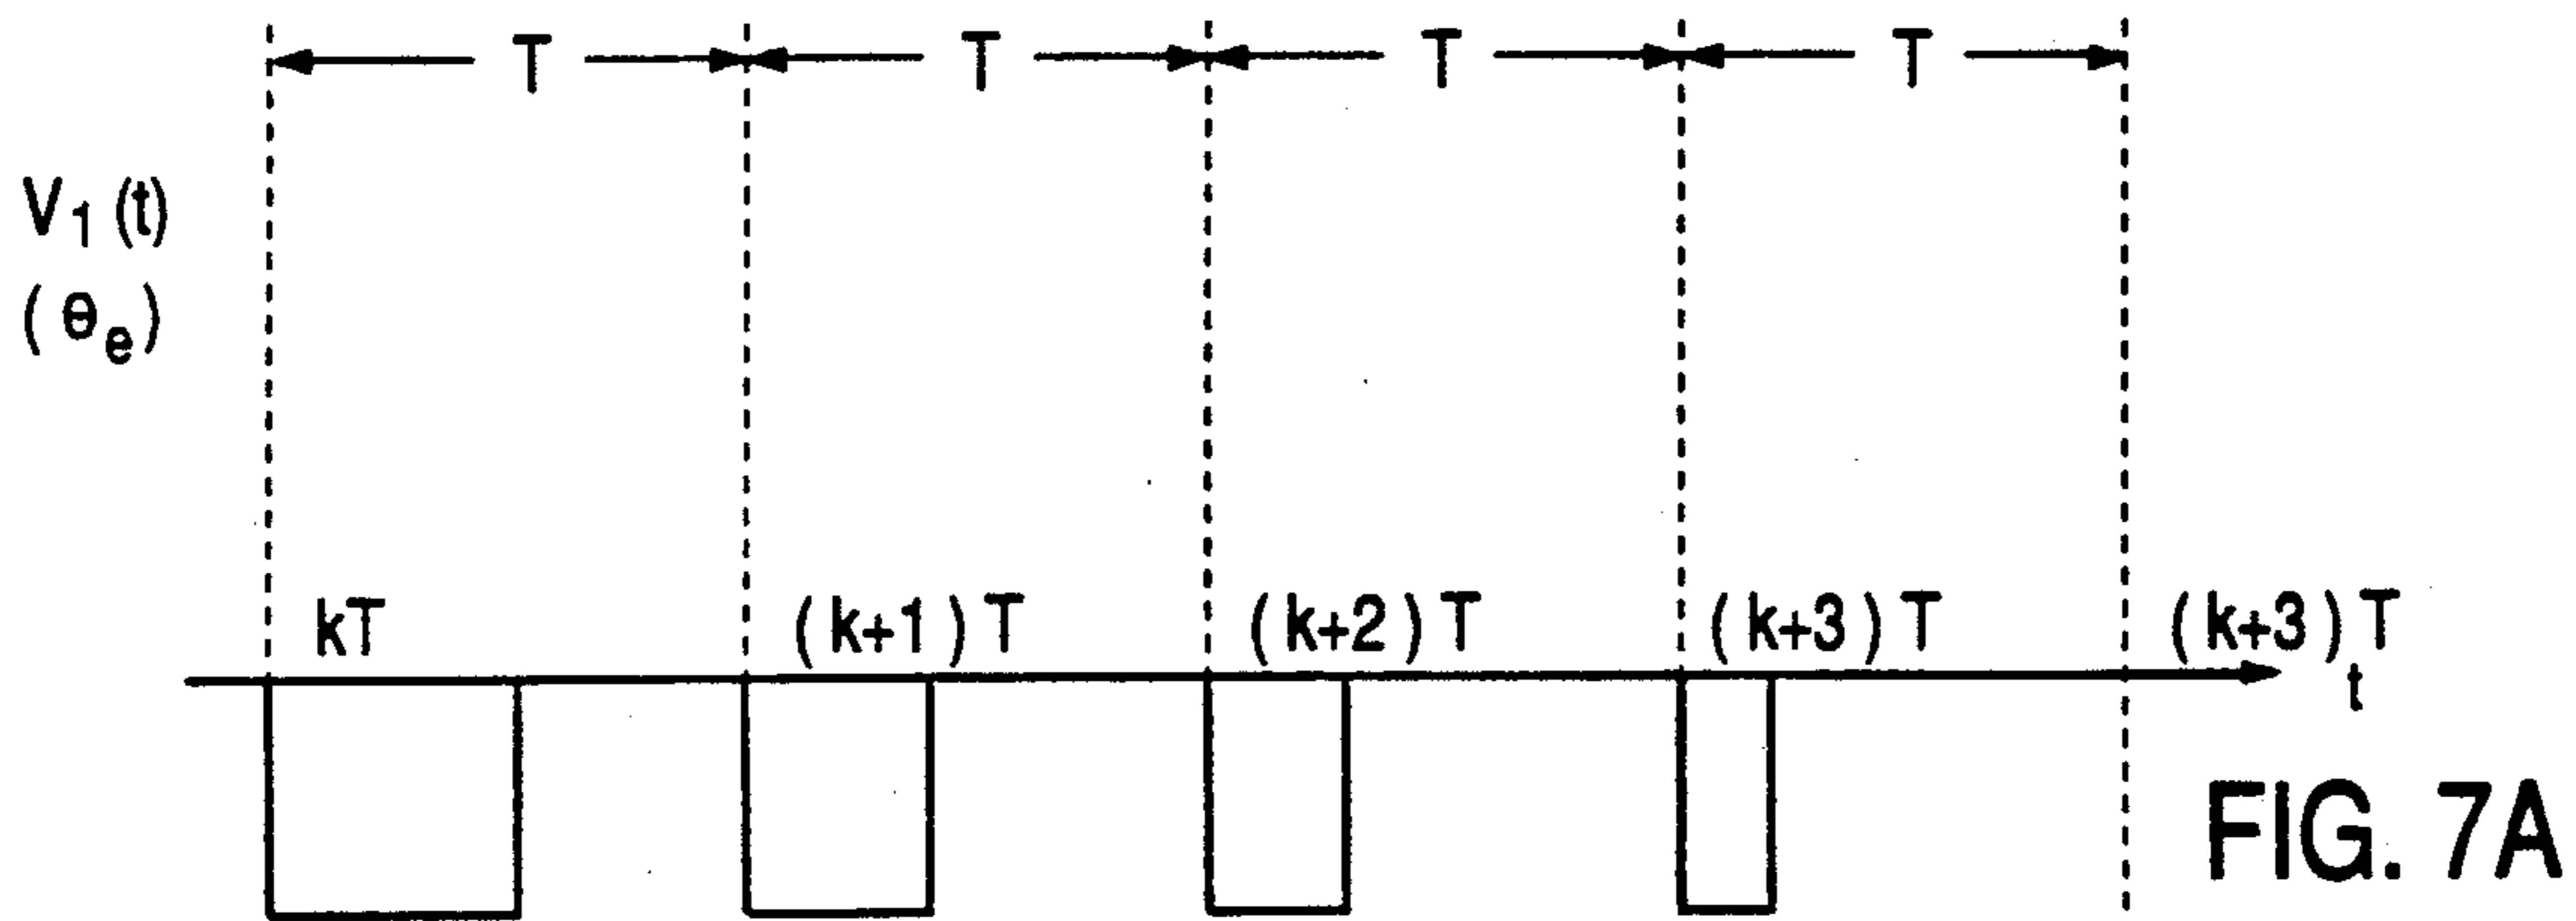 T T T T
V₁ (t)
( θₑ )
kT (k+1)T (k+2)T (k+3)T (k+3)T
t
FIG. 7A